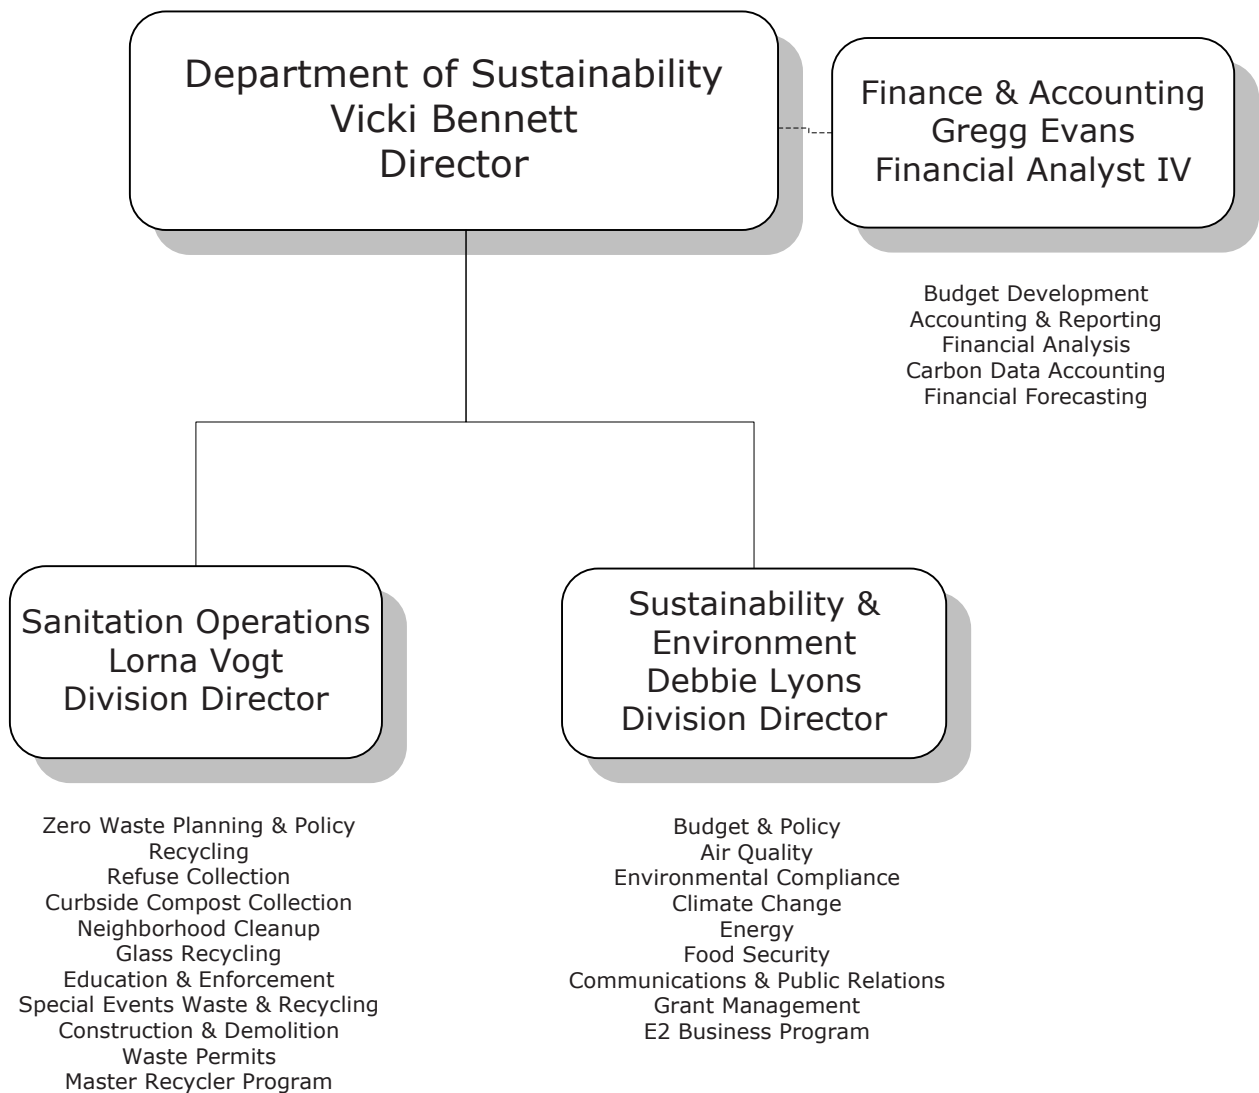 Department of Sustainability
Vicki Bennett
Director
Finance & Accounting
Gregg Evans
Financial Analyst IV
Budget Development
Accounting & Reporting
Financial Analysis
Carbon Data Accounting
Financial Forecasting
Sanitation Operations
Lorna Vogt
Division Director
Sustainability &
Environment
Debbie Lyons
Division Director
Zero Waste Planning & Policy
Recycling
Refuse Collection
Curbside Compost Collection
Neighborhood Cleanup
Glass Recycling
Education & Enforcement
Special Events Waste & Recycling
Construction & Demolition
Waste Permits
Master Recycler Program
Budget & Policy
Air Quality
Environmental Compliance
Climate Change
Energy
Food Security
Communications & Public Relations
Grant Management
E2 Business Program